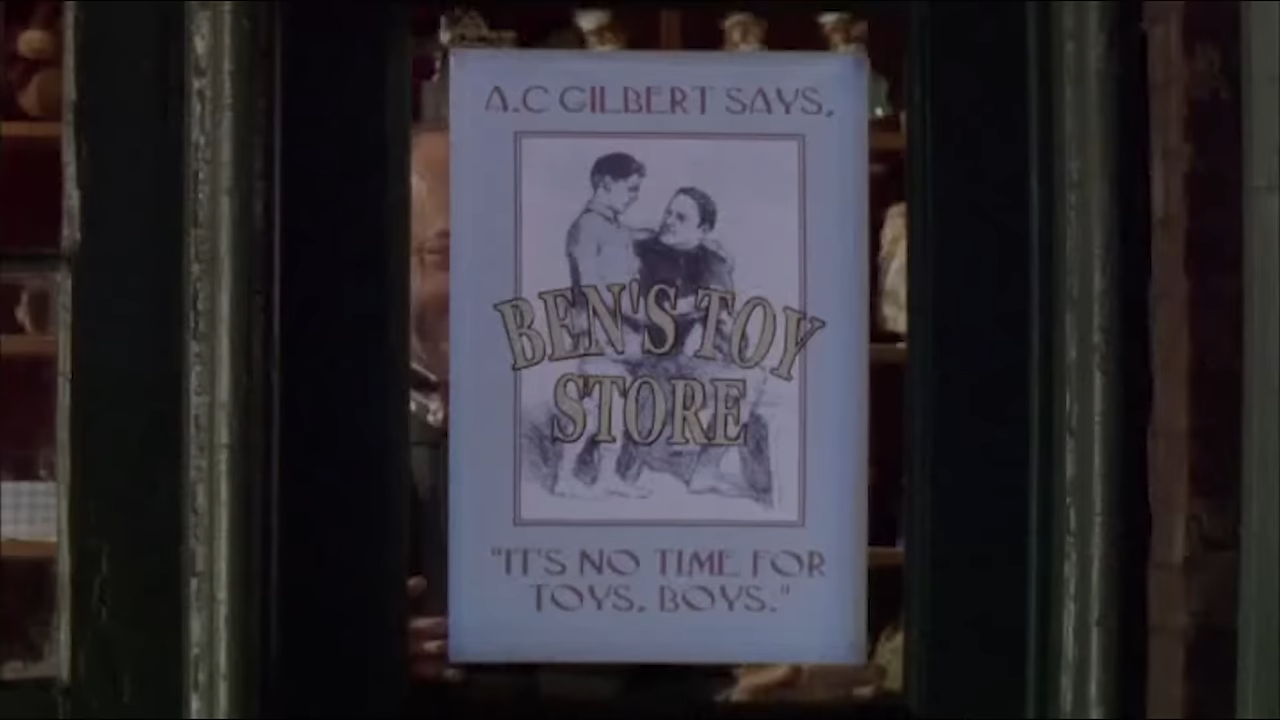 A.C GILBERT SAYS,
BEN'S TOY
STORE
"IT'S NO TIME FOR
TOYS, BOYS."